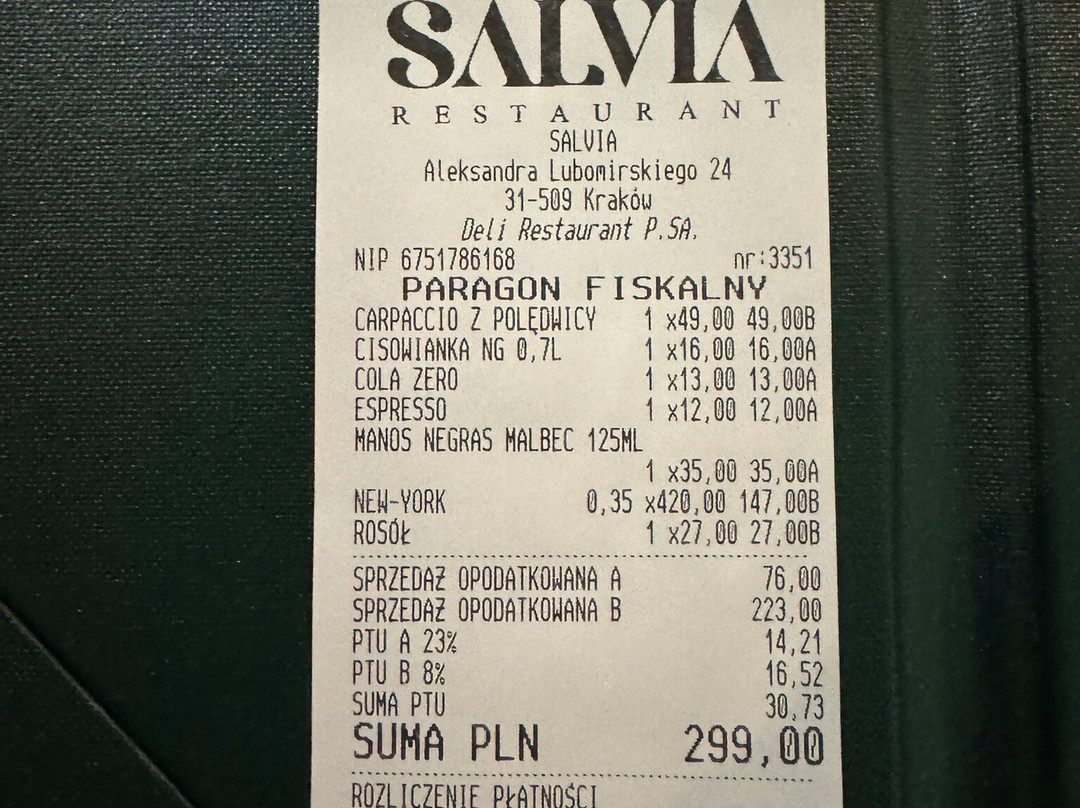 SALVIA
RESTAURANT
SALVIA
Aleksandra Lubomirskiego 24
31-509 Kraków
Deli Restaurant P.SA.
NIP 6751786168 nr:3351
PARAGON FISKALNY
CARPACCIO Z POLĘDWICY 1 x49,00 49,00B
CISOWIANKA NG 0,7L 1 x16,00 16,00A
COLA ZERO 1 x13,00 13,00A
ESPRESSO 1 x12,00 12,00A
MANOS NEGRAS MALBEC 125ML
1 x35,00 35,00A
NEW-YORK 0,35 x420,00 147,00B
ROSÓŁ 1 x27,00 27,00B
SPRZEDAŻ OPODATKOWANA A 76,00
SPRZEDAŻ OPODATKOWANA B 223,00
PTU A 23% 14,21
PTU B 8% 16,52
SUMA PTU 30,73
SUMA PLN 299,00
ROZLICZENIE PŁATNOŚCI